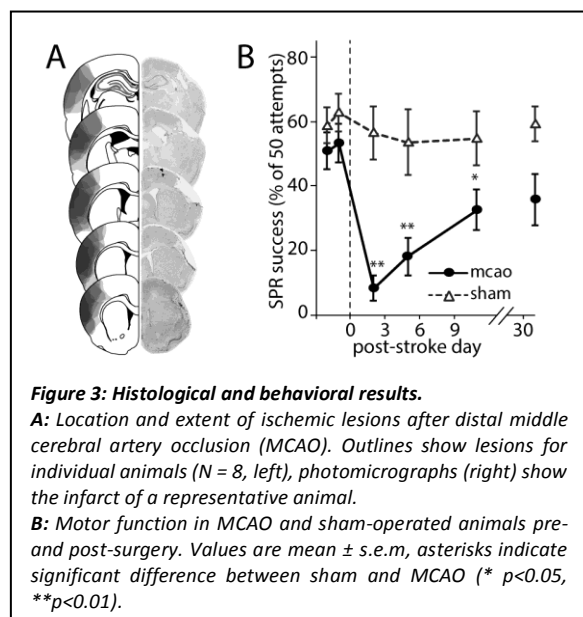 A
B
SPR success (% of 50 attempts)
80
60
40
20
0
*
**
**
mcao
sham
0
3
6
9
30
post-stroke day
Figure 3: Histological and behavioral results.
A: Location and extent of ischemic lesions after distal middle
cerebral artery occlusion (MCAO). Outlines show lesions for
individual animals (N = 8, left), photomicrographs (right) show
the infarct of a representative animal.
B: Motor function in MCAO and sham-operated animals pre-
and post-surgery. Values are mean ± s.e.m, asterisks indicate
significant difference between sham and MCAO (* p<0.05,
**p<0.01).